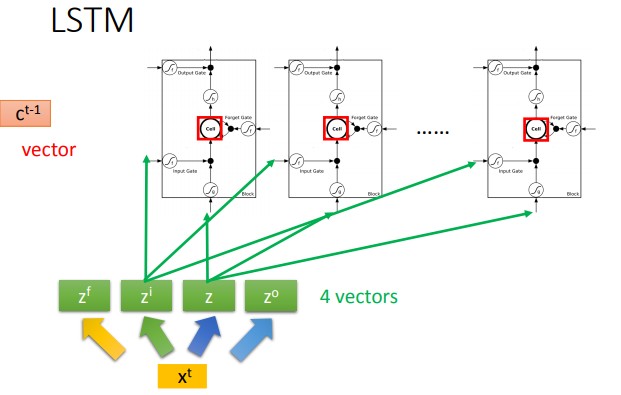 LSTM
c^t-1
vector
Output Gate
f
h
Cell
Forget Gate
f
f
Input Gate
g
Block
Output Gate
f
h
Cell
Forget Gate
f
f
Input Gate
g
Block
......
Output Gate
f
h
Cell
Forget Gate
f
f
Input Gate
g
Block
z^f
z^i
z
z^o
4 vectors
x^t